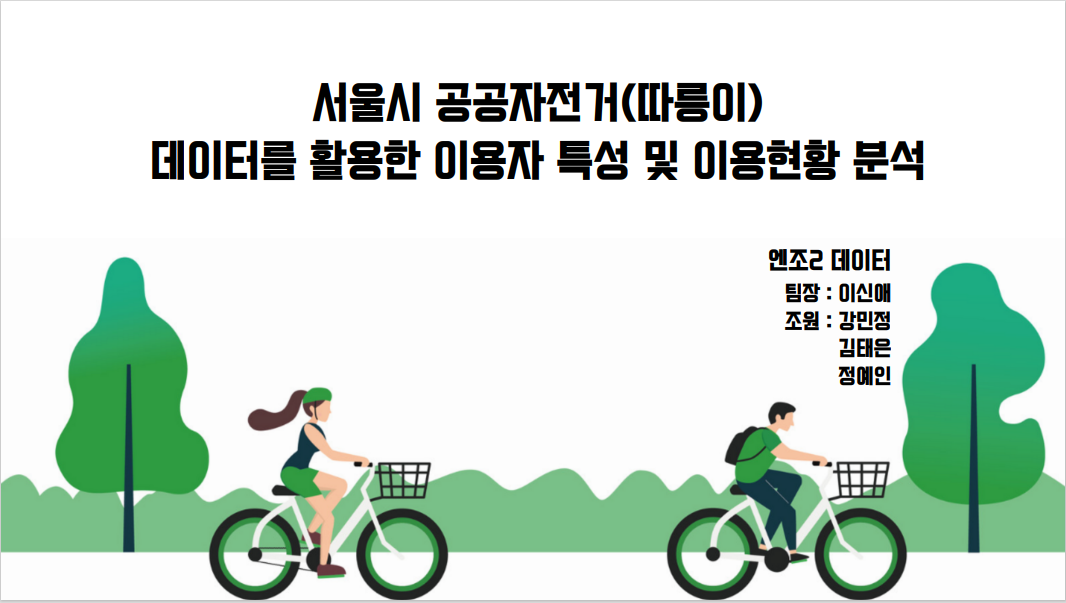 서울시 공공자전거(따릉이)
데이터를 활용한 이용자 특성 및 이용현황 분석
엔조2 데이터
팀장 : 이신애
조원 : 강민정
김태은
정예인